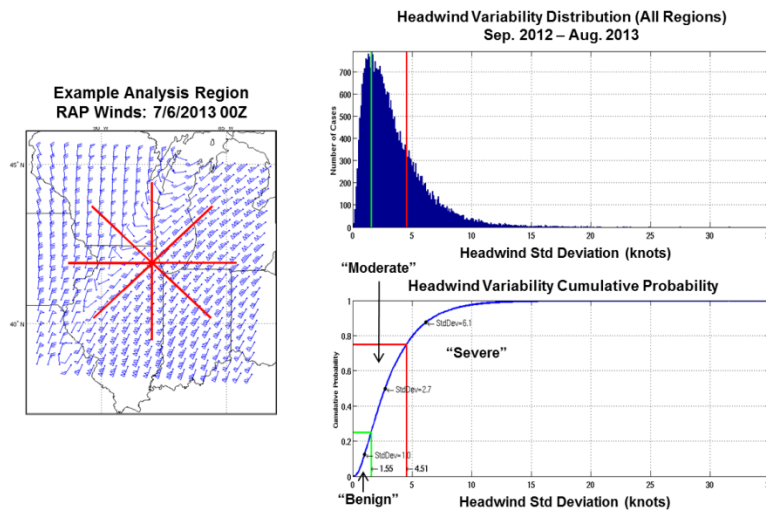 Example Analysis Region
RAP Winds: 7/6/2013 00Z
45°N
40°N
Headwind Variability Distribution (All Regions)
Sep. 2012 – Aug. 2013
Number of Cases
700
600
500
400
300
200
100
0
0 5 10 15 20 25 30 35
Headwind Std Deviation (knots)
"Moderate"
Headwind Variability Cumulative Probability
Cumulative Probability
1
0.8
0.6
0.4
0.2
0
StdDev=6.1
"Severe"
StdDev=2.7
StdDev=1.0
1.55
4.51
0 5 10 15 20 25 30 35
"Benign"
Headwind Std Deviation (knots)